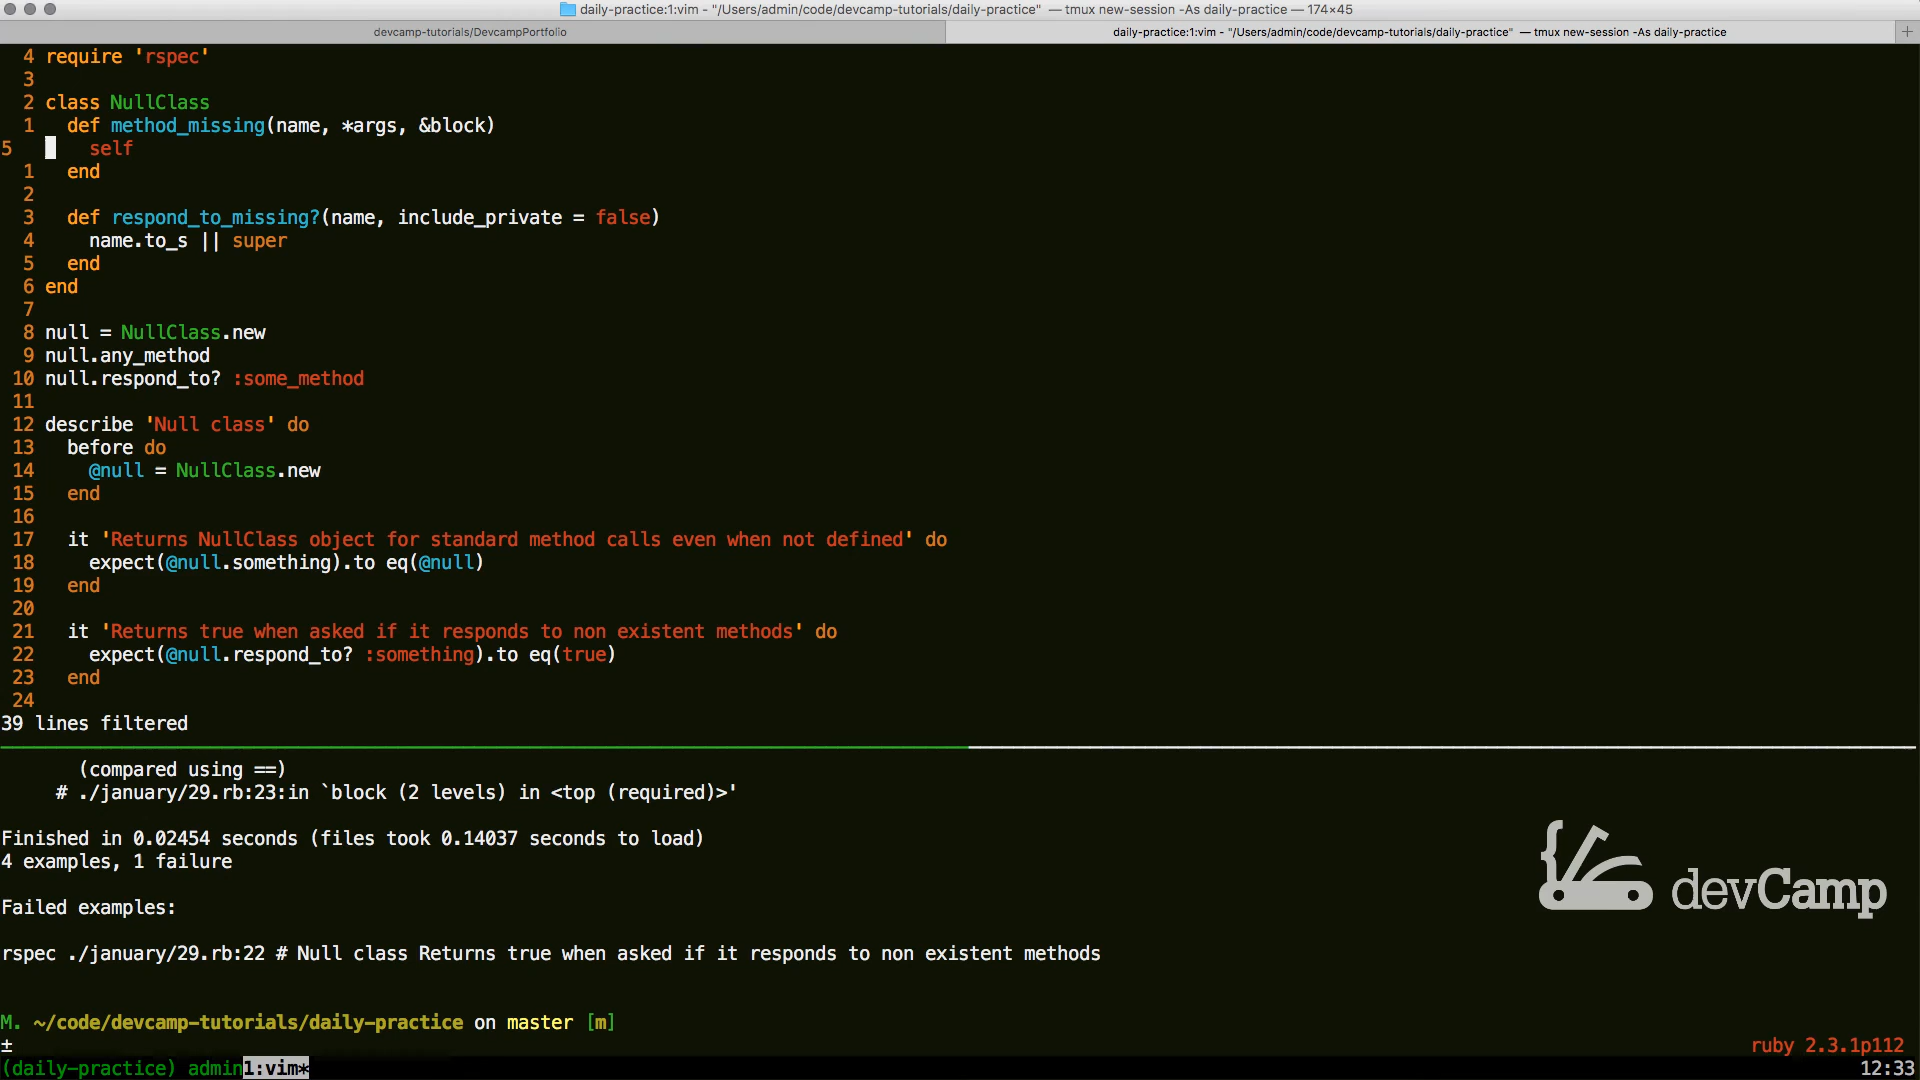 daily-practice:1:vim - "/Users/admin/code/devcamp-tutorials/daily-practice" — tmux new-session -As daily-practice — 174×45
devcamp-tutorials/DevcampPortfolio
daily-practice:1:vim - "/Users/admin/code/devcamp-tutorials/daily-practice" — tmux new-session -As daily-practice
+
4 require 'rspec'
3
2 class NullClass
1   def method_missing(name, *args, &block)
5     self
1   end
2
3   def respond_to_missing?(name, include_private = false)
4     name.to_s || super
5   end
6 end
7
8 null = NullClass.new
9 null.any_method
10 null.respond_to? :some_method
11
12 describe 'Null class' do
13   before do
14     @null = NullClass.new
15   end
16
17   it 'Returns NullClass object for standard method calls even when not defined' do
18     expect(@null.something).to eq(@null)
19   end
20
21   it 'Returns true when asked if it responds to non existent methods' do
22     expect(@null.respond_to? :something).to eq(true)
23   end
24
39 lines filtered
(compared using ==)
# ./january/29.rb:23:in `block (2 levels) in <top (required)>'
Finished in 0.02454 seconds (files took 0.14037 seconds to load)
4 examples, 1 failure
Failed examples:
rspec ./january/29.rb:22 # Null class Returns true when asked if it responds to non existent methods
devCamp
M. ~/code/devcamp-tutorials/daily-practice on master [m]
±
ruby 2.3.1p112
(daily-practice) admin1:vim*
12:33